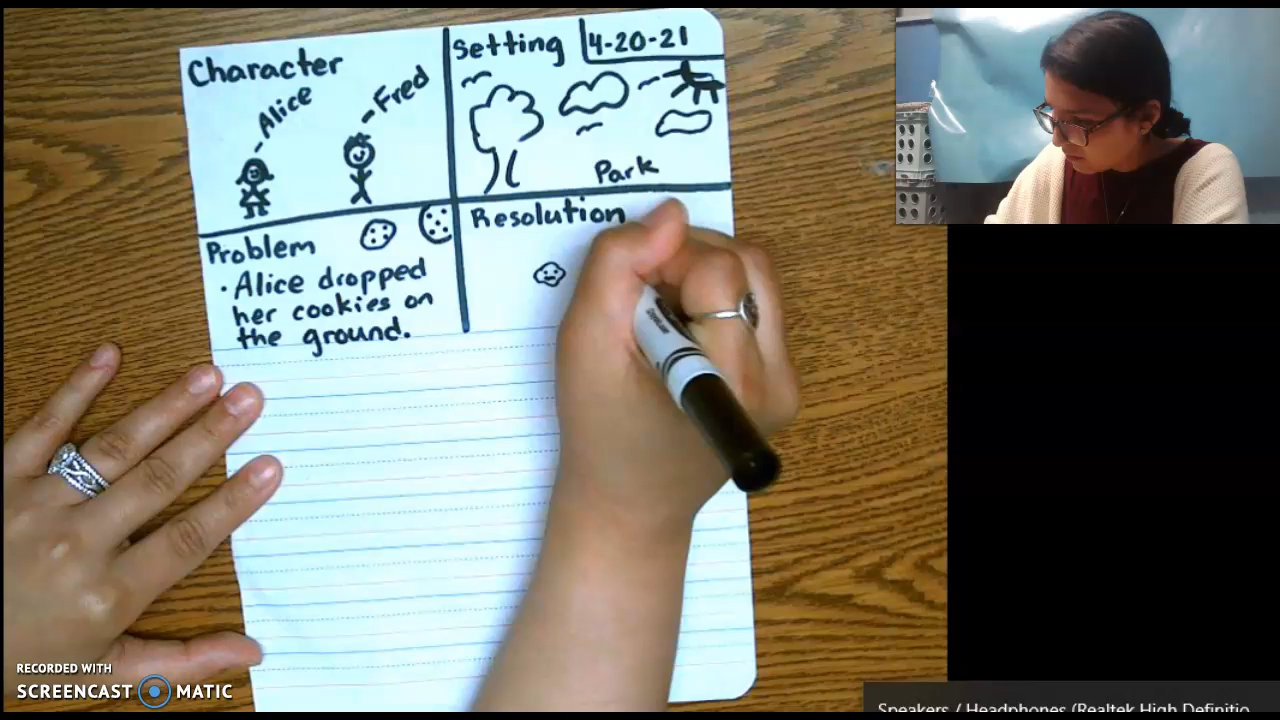 Character
Alice
Fred
Setting
4-20-21
Park
Problem
• Alice dropped
her cookies on
the ground.
Resolution
RECORDED WITH
SCREENCAST MATIC
Speakers / Headphones (Realtek High Definitio